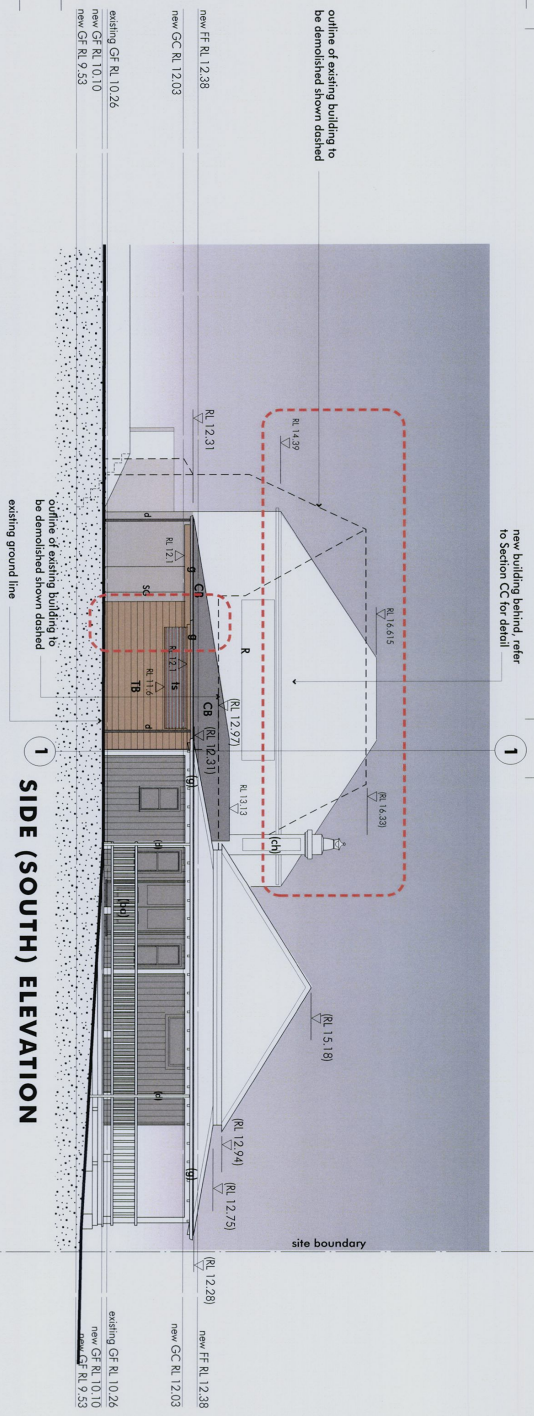 new building behind, refer
to Section CC for detail
1
outline of existing building to
be demolished shown dashed
RL 14.39
RL 16.615
(RL 16.33)
(RL 15.18)
site boundary
new FF RL 12.38
new GC RL 12.03
existing GF RL 10.26
new GF RL 10.10
new GF RL 9.53
RL 12.31
R
(ch)
RL 13.13
(RL 12.97)
(RL 12.31)
(RL 12.94)
(RL 12.75)
(RL 12.28)
CB
CB
g
g
(g)
(g)
d
d
(d)
(d)
RL 12.1
RL 12.1
RL 11.6
SG
ts
TB
(ba)
new FF RL 12.38
new GC RL 12.03
existing GF RL 10.26
new GF RL 10.10
new GF RL 9.53
outline of existing building to
be demolished shown dashed
existing ground line
1
SIDE (SOUTH) ELEVATION